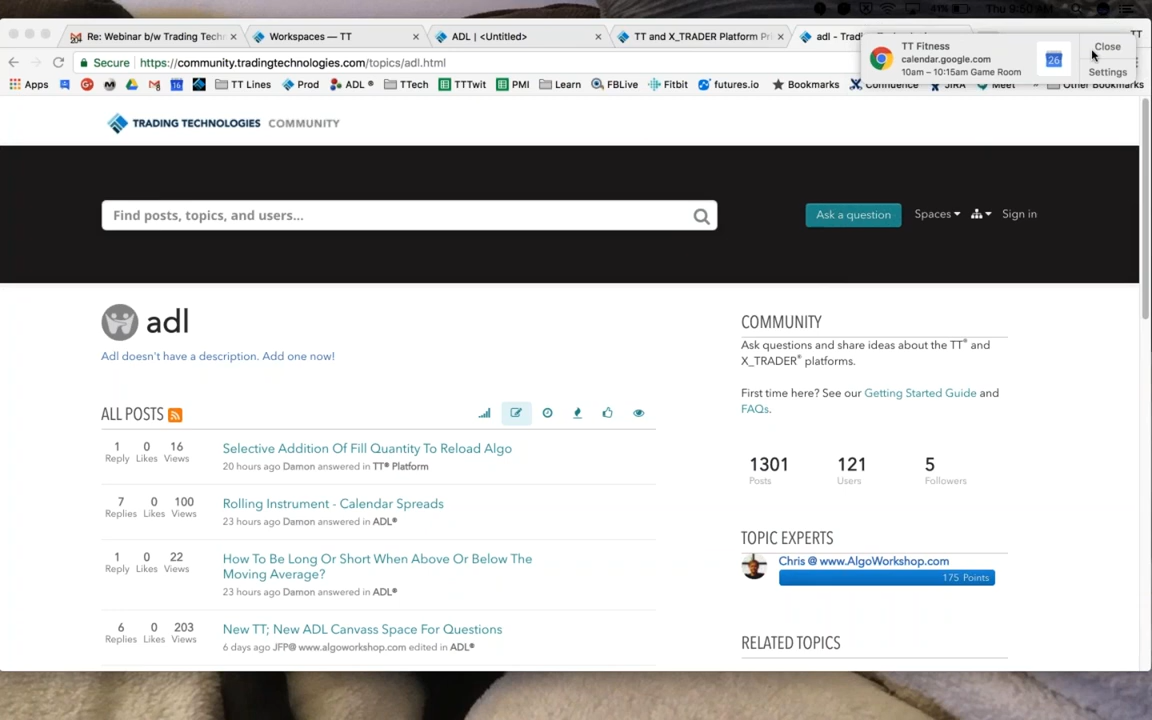 41% Thu 9:50 AM
Re: Webinar b/w Trading Techn
Workspaces — TT
ADL | <Untitled>
TT and X_TRADER Platform Pr
adl - Tradi
TT
TT Fitness
calendar.google.com
10am – 10:15am Game Room
26
Close
Settings
Secure
https://community.tradingtechnologies.com/topics/adl.html
Apps
16
TT Lines
Prod
ADL ®
TTech
TTTwit
PMI
Learn
FBLive
Fitbit
futures.io
Bookmarks
Confluence
JIRA
Meet
Other Bookmarks
TRADING TECHNOLOGIES COMMUNITY
Find posts, topics, and users...
Ask a question
Spaces
Sign in
adl
Adl doesn't have a description. Add one now!
ALL POSTS
1 0 16
Reply Likes Views
Selective Addition Of Fill Quantity To Reload Algo
20 hours ago Damon answered in TT® Platform
7 0 100
Replies Likes Views
Rolling Instrument - Calendar Spreads
23 hours ago Damon answered in ADL®
1 0 22
Reply Likes Views
How To Be Long Or Short When Above Or Below The
Moving Average?
23 hours ago Damon answered in ADL®
6 0 203
Replies Likes Views
New TT; New ADL Canvass Space For Questions
6 days ago JFP@ www.algoworkshop.com edited in ADL®
COMMUNITY
Ask questions and share ideas about the TT® and
X_TRADER® platforms.
First time here? See our Getting Started Guide and
FAQs.
1301 121 5
Posts Users Followers
TOPIC EXPERTS
Chris @ www.AlgoWorkshop.com
175 Points
RELATED TOPICS